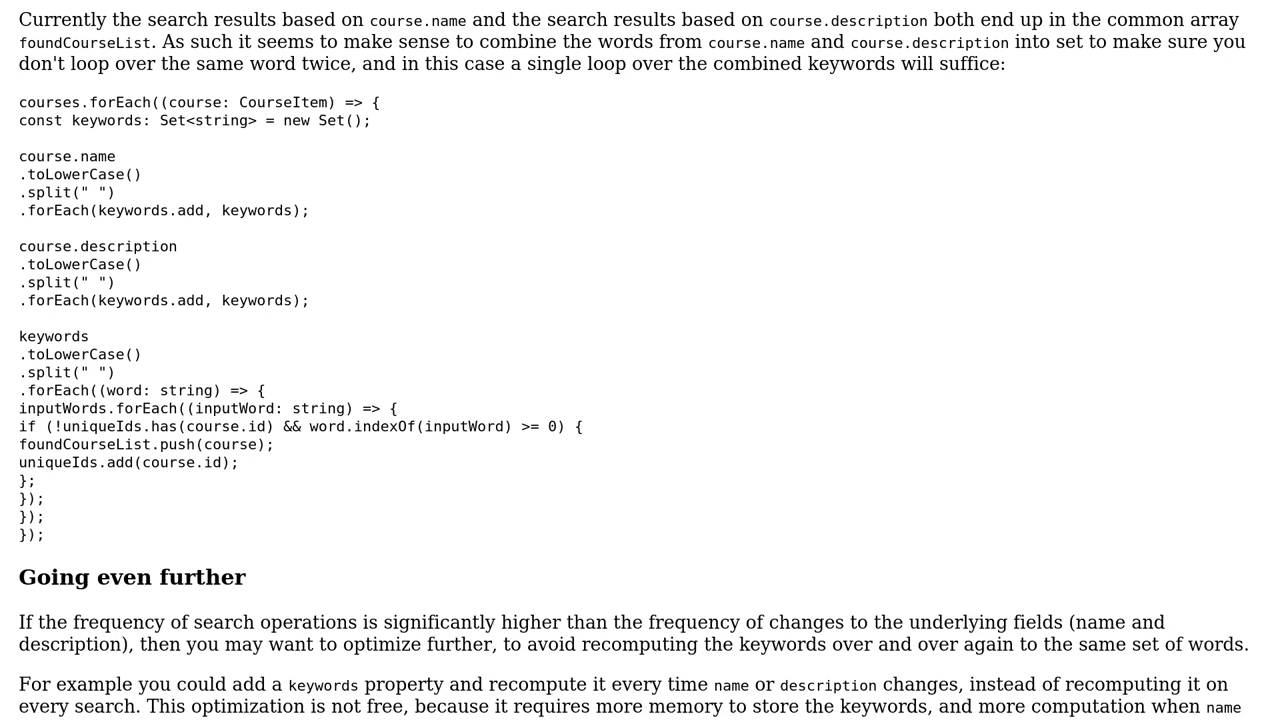 Currently the search results based on course.name and the search results based on course.description both end up in the common array
foundCourseList. As such it seems to make sense to combine the words from course.name and course.description into set to make sure you
don't loop over the same word twice, and in this case a single loop over the combined keywords will suffice:
courses.forEach((course: CourseItem) => {
const keywords: Set<string> = new Set();
course.name
.toLowerCase()
.split(" ")
.forEach(keywords.add, keywords);
course.description
.toLowerCase()
.split(" ")
.forEach(keywords.add, keywords);
keywords
.toLowerCase()
.split(" ")
.forEach((word: string) => {
inputWords.forEach((inputWord: string) => {
if (!uniqueIds.has(course.id) && word.indexOf(inputWord) >= 0) {
foundCourseList.push(course);
uniqueIds.add(course.id);
};
});
});
});
Going even further
If the frequency of search operations is significantly higher than the frequency of changes to the underlying fields (name and
description), then you may want to optimize further, to avoid recomputing the keywords over and over again to the same set of words.
For example you could add a keywords property and recompute it every time name or description changes, instead of recomputing it on
every search. This optimization is not free, because it requires more memory to store the keywords, and more computation when name